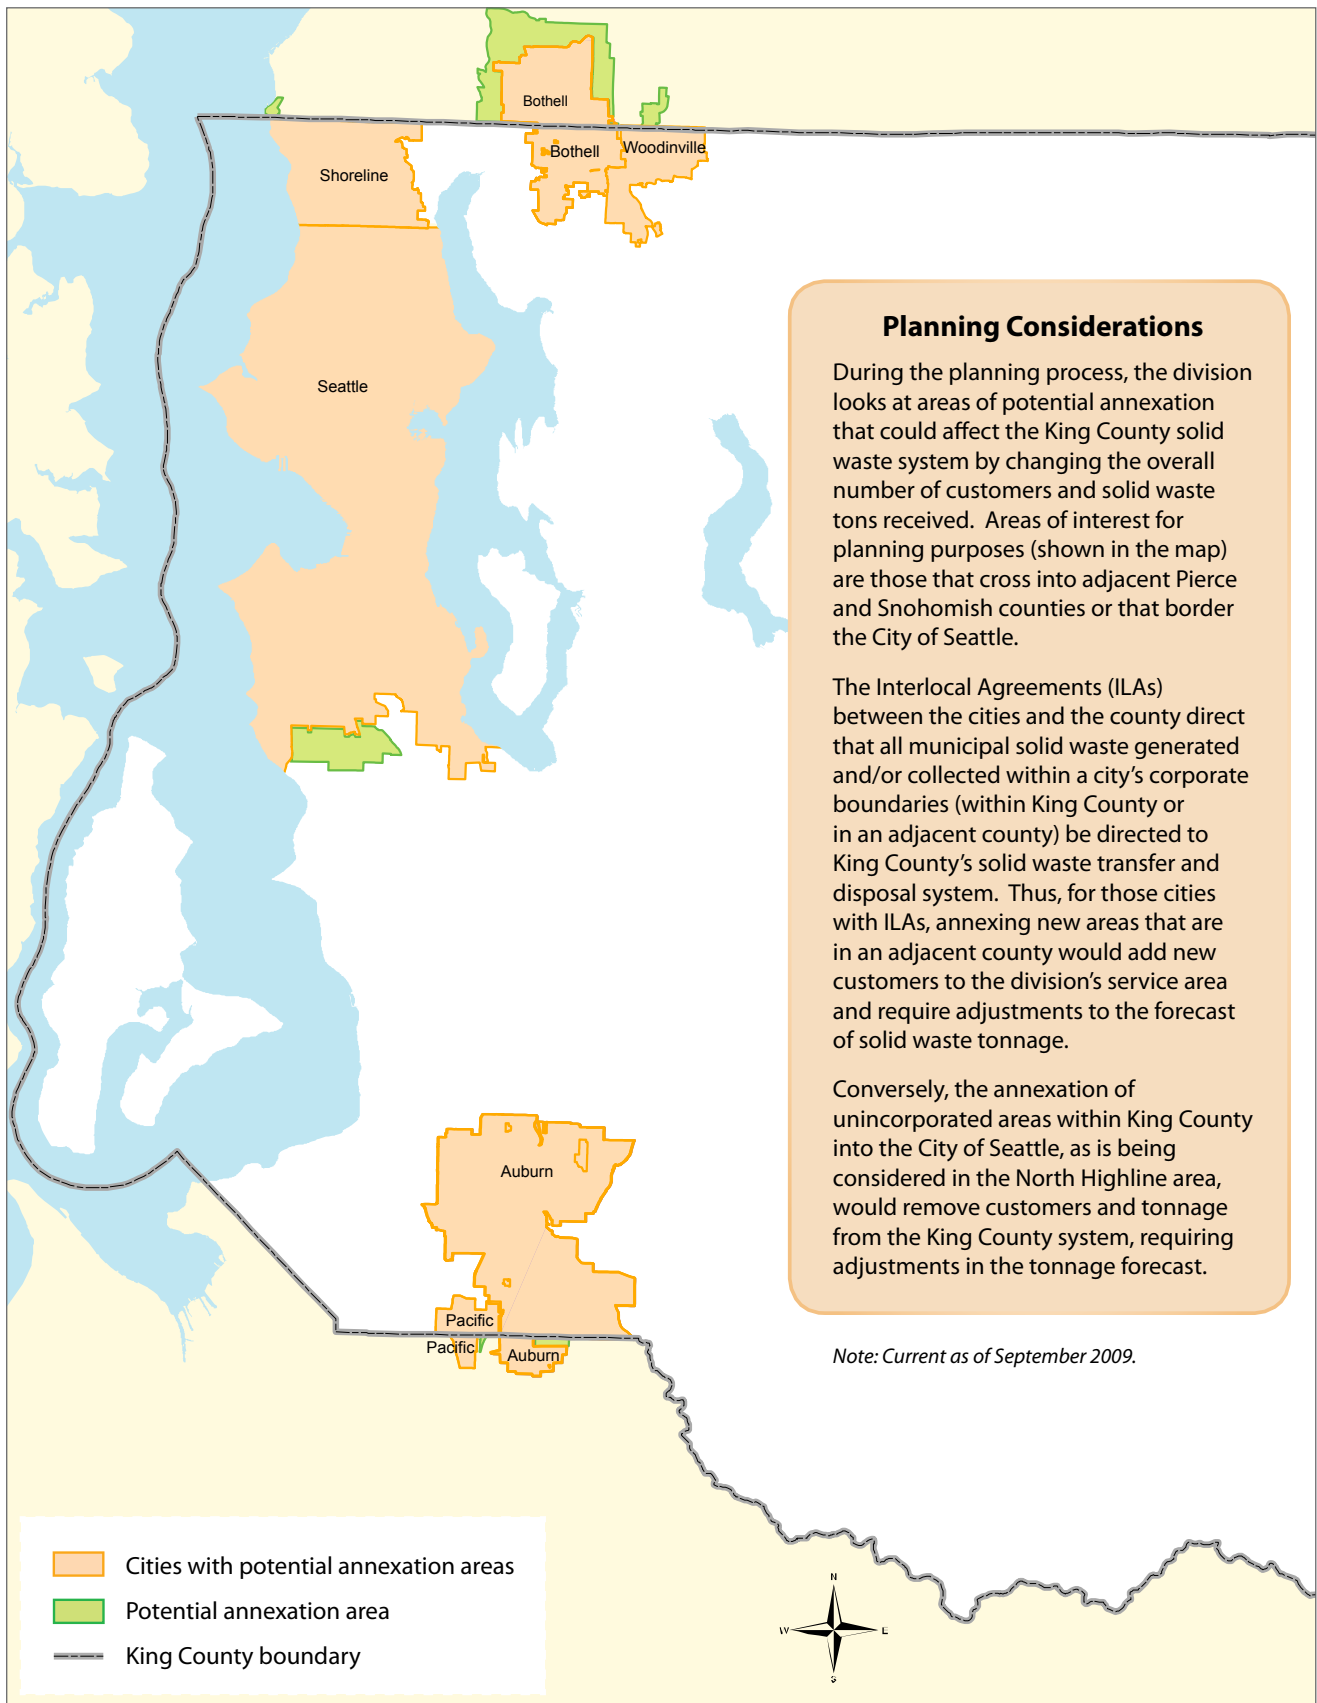 Bothell
Bothell
Woodinville
Shoreline
Seattle
Planning Considerations
During the planning process, the division
looks at areas of potential annexation
that could affect the King County solid
waste system by changing the overall
number of customers and solid waste
tons received.  Areas of interest for
planning purposes (shown in the map)
are those that cross into adjacent Pierce
and Snohomish counties or that border
the City of Seattle.
The Interlocal Agreements (ILAs)
between the cities and the county direct
that all municipal solid waste generated
and/or collected within a city’s corporate
boundaries (within King County or
in an adjacent county) be directed to
King County’s solid waste transfer and
disposal system.  Thus, for those cities
with ILAs, annexing new areas that are
in an adjacent county would add new
customers to the division’s service area
and require adjustments to the forecast
of solid waste tonnage.
Conversely, the annexation of
unincorporated areas within King County
into the City of Seattle, as is being
considered in the North Highline area,
would remove customers and tonnage
from the King County system, requiring
adjustments in the tonnage forecast.
Note: Current as of September 2009.
Auburn
Pacific
Pacific
Auburn
Cities with potential annexation areas
Potential annexation area
King County boundary
N
W
E
S